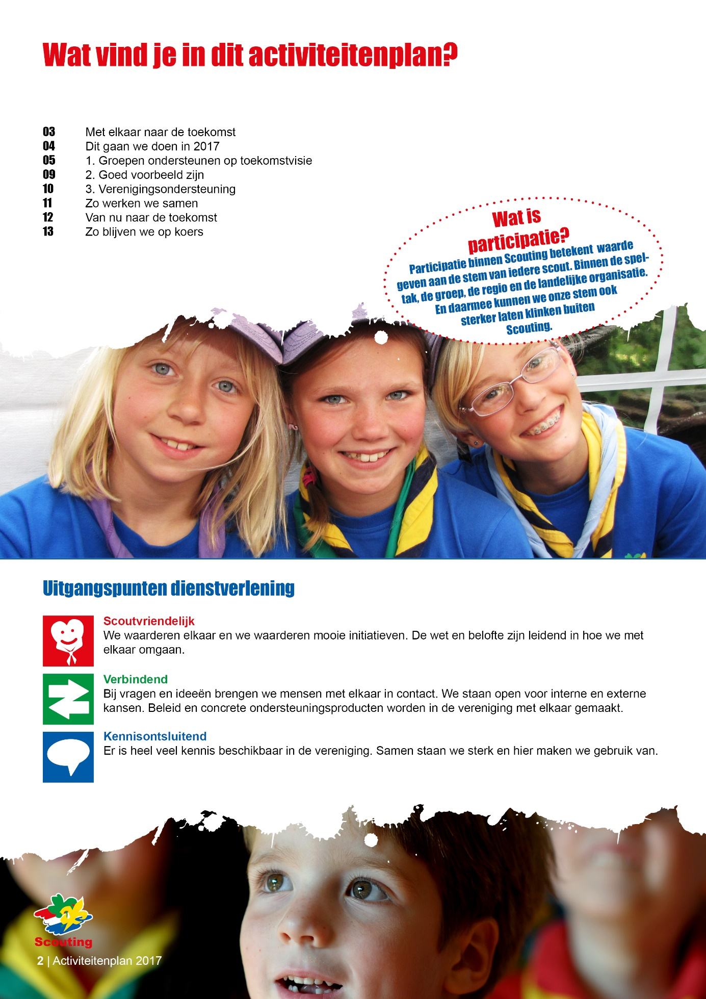 Wat vind je in dit activiteitenplan?
03 Met elkaar naar de toekomst
04 Dit gaan we doen in 2017
05 1. Groepen ondersteunen op toekomstvisie
09 2. Goed voorbeeld zijn
10 3. Verenigingsondersteuning
11 Zo werken we samen
12 Van nu naar de toekomst
13 Zo blijven we op koers
Wat is
participatie?
Participatie binnen Scouting betekent waarde
geven aan de stem van iedere scout. Binnen de spel-
tak, de groep, de regio en de landelijke organisatie.
En daarmee kunnen we onze stem ook
sterker laten klinken buiten
Scouting.
Uitgangspunten dienstverlening
Scoutvriendelijk
We waarderen elkaar en we waarderen mooie initiatieven. De wet en belofte zijn leidend in hoe we met
elkaar omgaan.
Verbindend
Bij vragen en ideeën brengen we mensen met elkaar in contact. We staan open voor interne en externe
kansen. Beleid en concrete ondersteuningsproducten worden in de vereniging met elkaar gemaakt.
Kennisontsluitend
Er is heel veel kennis beschikbaar in de vereniging. Samen staan we sterk en hier maken we gebruik van.
Scouting
2 | Activiteitenplan 2017